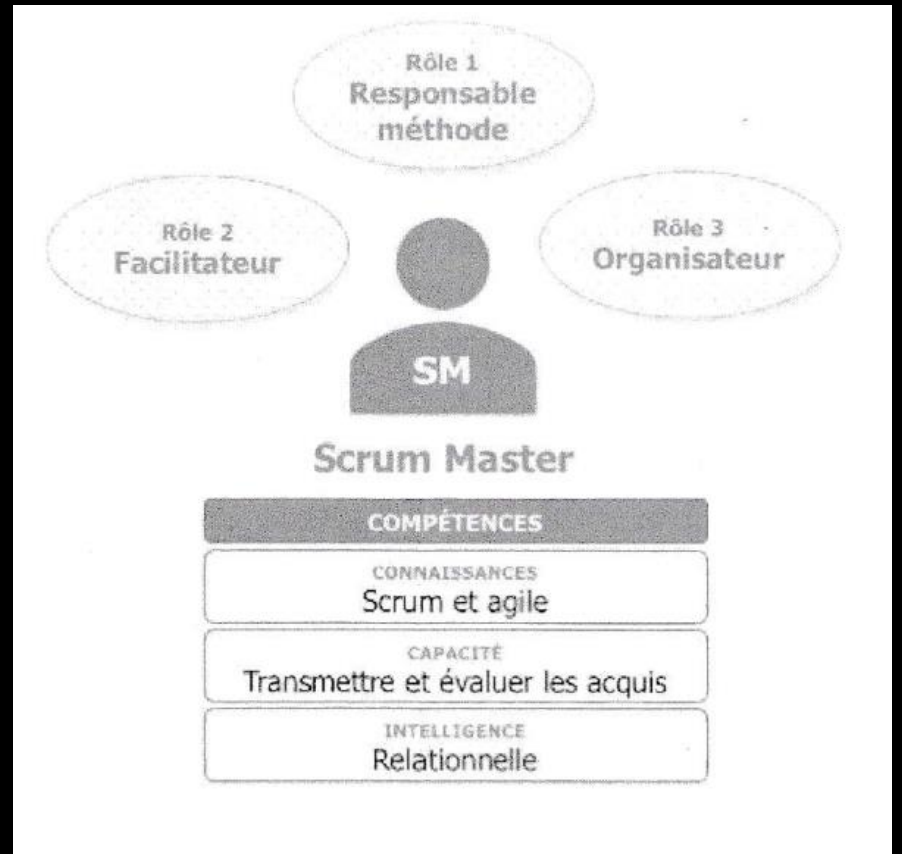 Rôle 1
Responsable
méthode
Rôle 2
Facilitateur
Rôle 3
Organisateur
SM
Scrum Master
COMPÉTENCES
CONNAISSANCES
Scrum et agile
CAPACITÉ
Transmettre et évaluer les acquis
INTELLIGENCE
Relationnelle